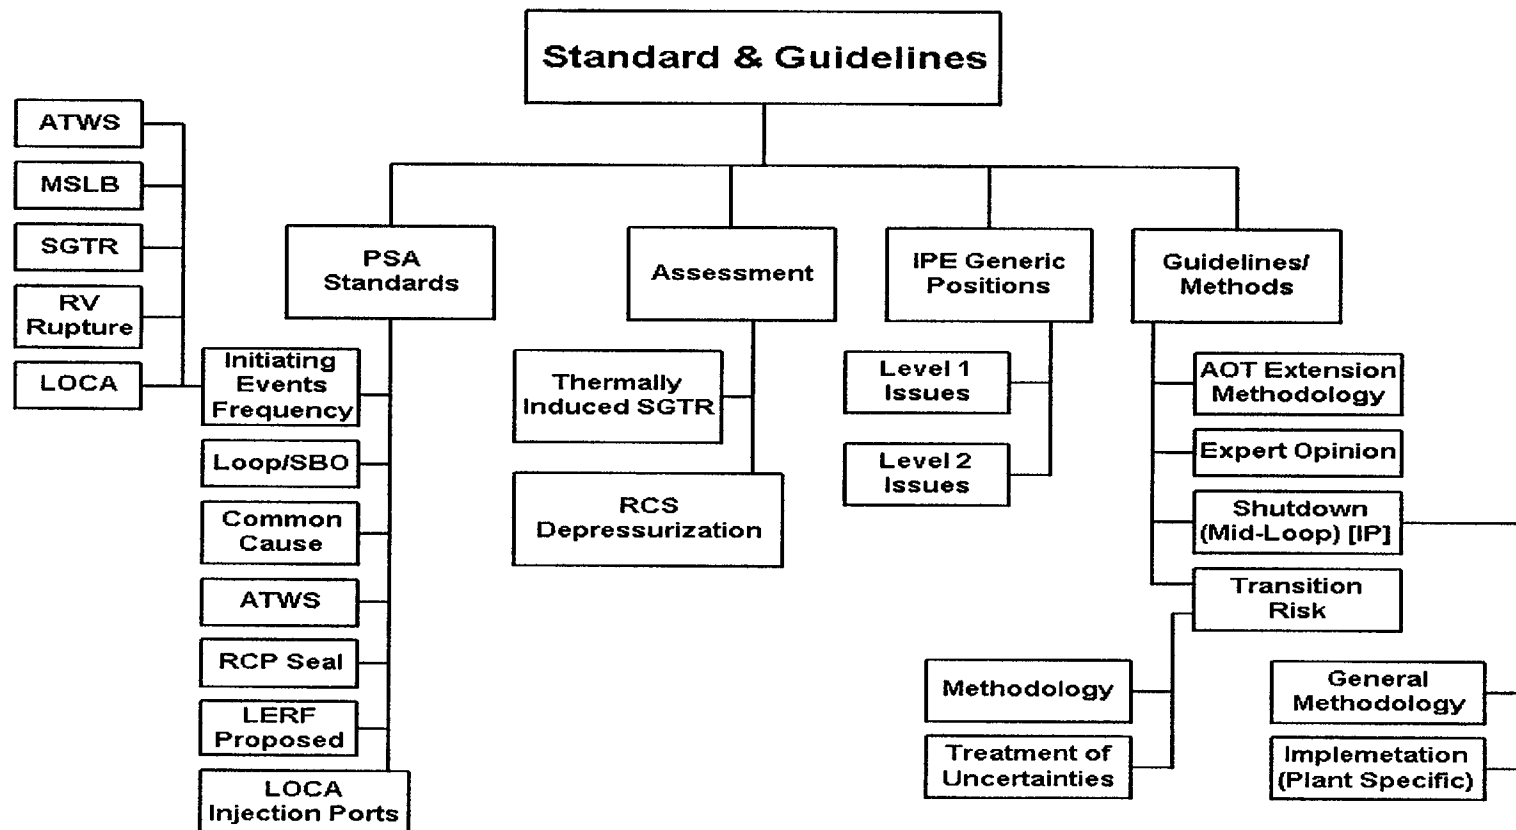 Standard & Guidelines
ATWS
MSLB
SGTR
RV
Rupture
LOCA
PSA
Standards
Initiating
Events
Frequency
Loop/SBO
Common
Cause
ATWS
RCP Seal
LERF
Proposed
LOCA
Injection Ports
Assessment
Thermally
Induced SGTR
RCS
Depressurization
IPE Generic
Positions
Level 1
Issues
Level 2
Issues
Guidelines/
Methods
AOT Extension
Methodology
Expert Opinion
Shutdown
(Mid-Loop) [IP]
Transition
Risk
Methodology
Treatment of
Uncertainties
General
Methodology
Implemetation
(Plant Specific)